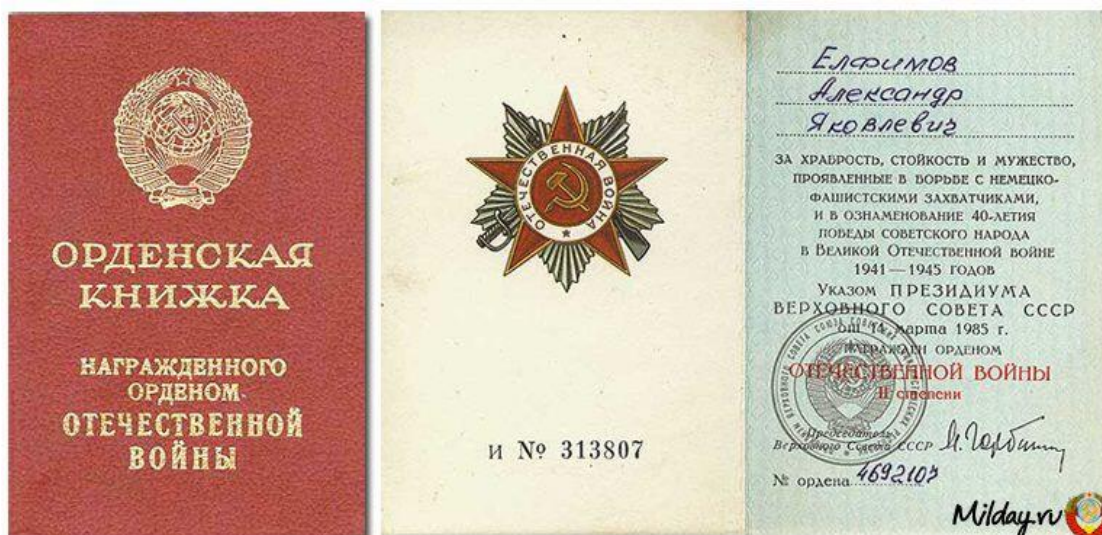 ОРДЕНСКАЯ
КНИЖКА
НАГРАЖДЕННОГО
ОРДЕНОМ
ОТЕЧЕСТВЕННОЙ
ВОЙНЫ
ОТЕЧЕСТВЕННАЯ ВОЙНА
И № 313807
Елфимов
Александр
Яковлевич
ЗА ХРАБРОСТЬ, СТОЙКОСТЬ И МУЖЕСТВО,
ПРОЯВЛЕННЫЕ В БОРЬБЕ С НЕМЕЦКО-
ФАШИСТСКИМИ ЗАХВАТЧИКАМИ,
И В ОЗНАМЕНОВАНИЕ 40-ЛЕТИЯ
ПОБЕДЫ СОВЕТСКОГО НАРОДА
В ВЕЛИКОЙ ОТЕЧЕСТВЕННОЙ ВОЙНЕ
1941—1945 ГОДОВ
УКАЗОМ ПРЕЗИДИУМА
ВЕРХОВНОГО СОВЕТА СССР
от 14 марта 1985 г.
НАГРАЖДЕН ОРДЕНОМ
ОТЕЧЕСТВЕННОЙ ВОЙНЫ
II степени
Председатель
Верховного Совета СССР
№ ордена 4692107
Milday.ru